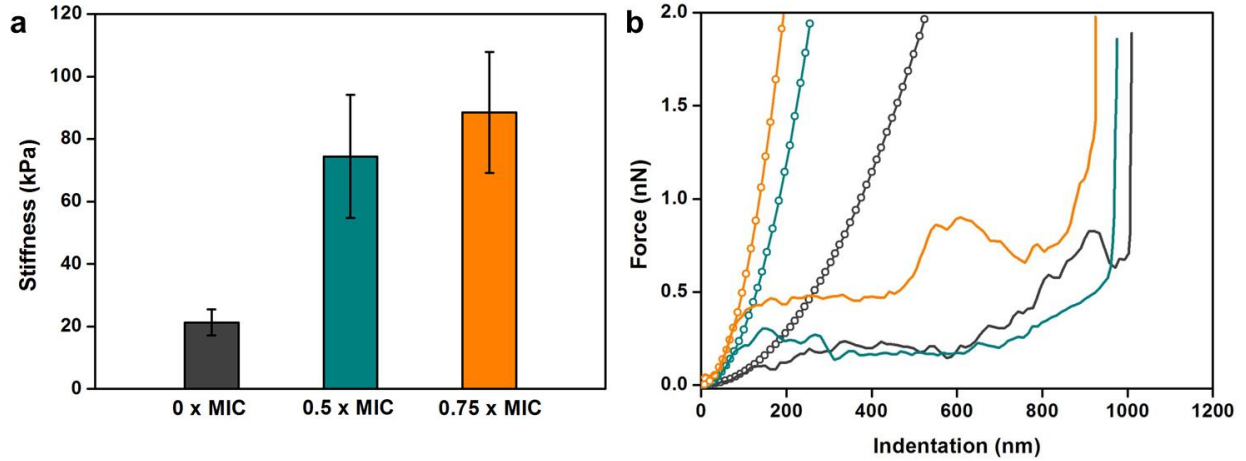 a
120
100
80
60
40
20
0
Stiffness (kPa)
0 x MIC 0.5 x MIC 0.75 x MIC
b
2.0
1.5
1.0
0.5
0.0
Force (nN)
0 200 400 600 800 1000 1200
Indentation (nm)